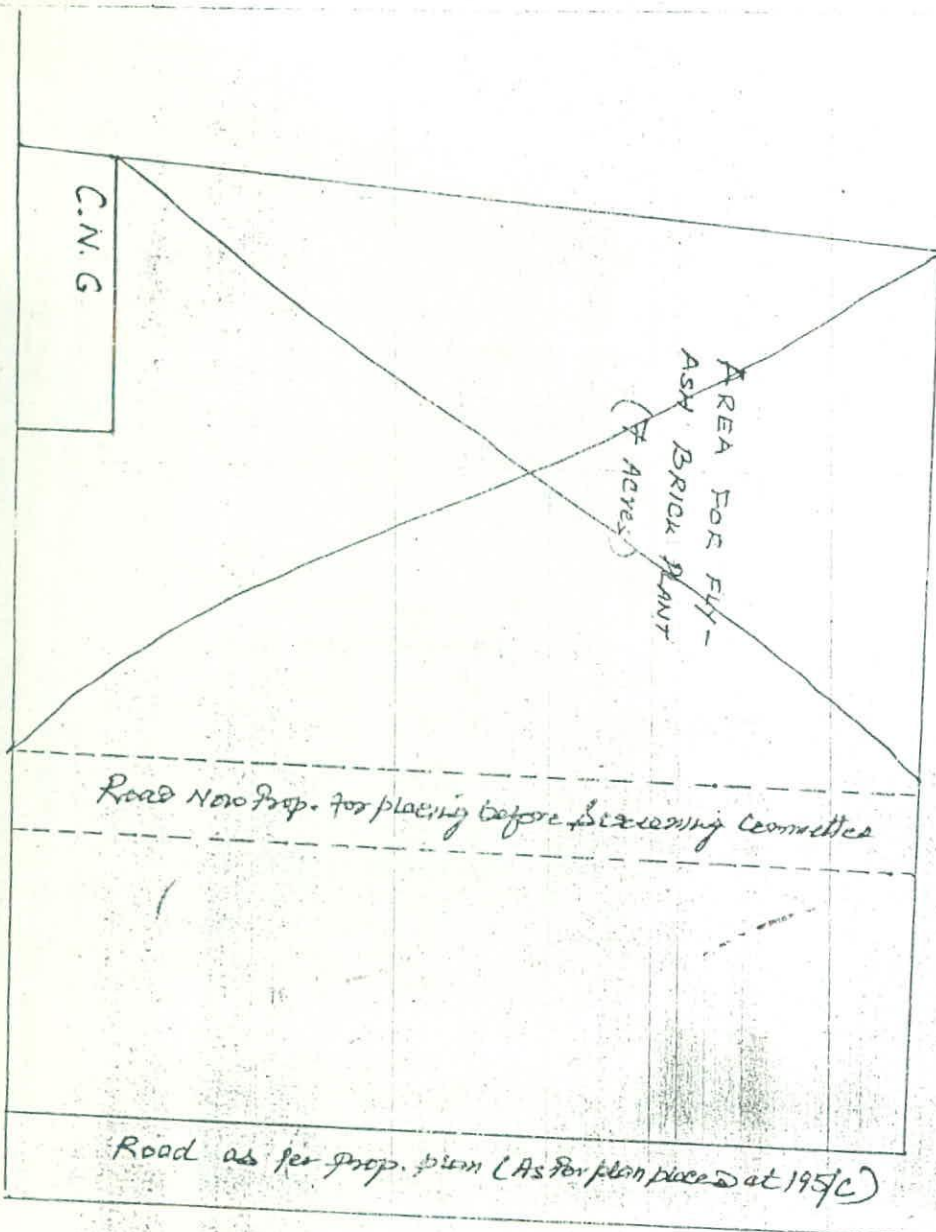 C.N.G
AREA FOR FLY-
ASH BRICK PLANT
(7 Acres)
Road Now Prop. for placing before Screening Committee
Road as per Prop. plan (As per plan placed at 195/C)